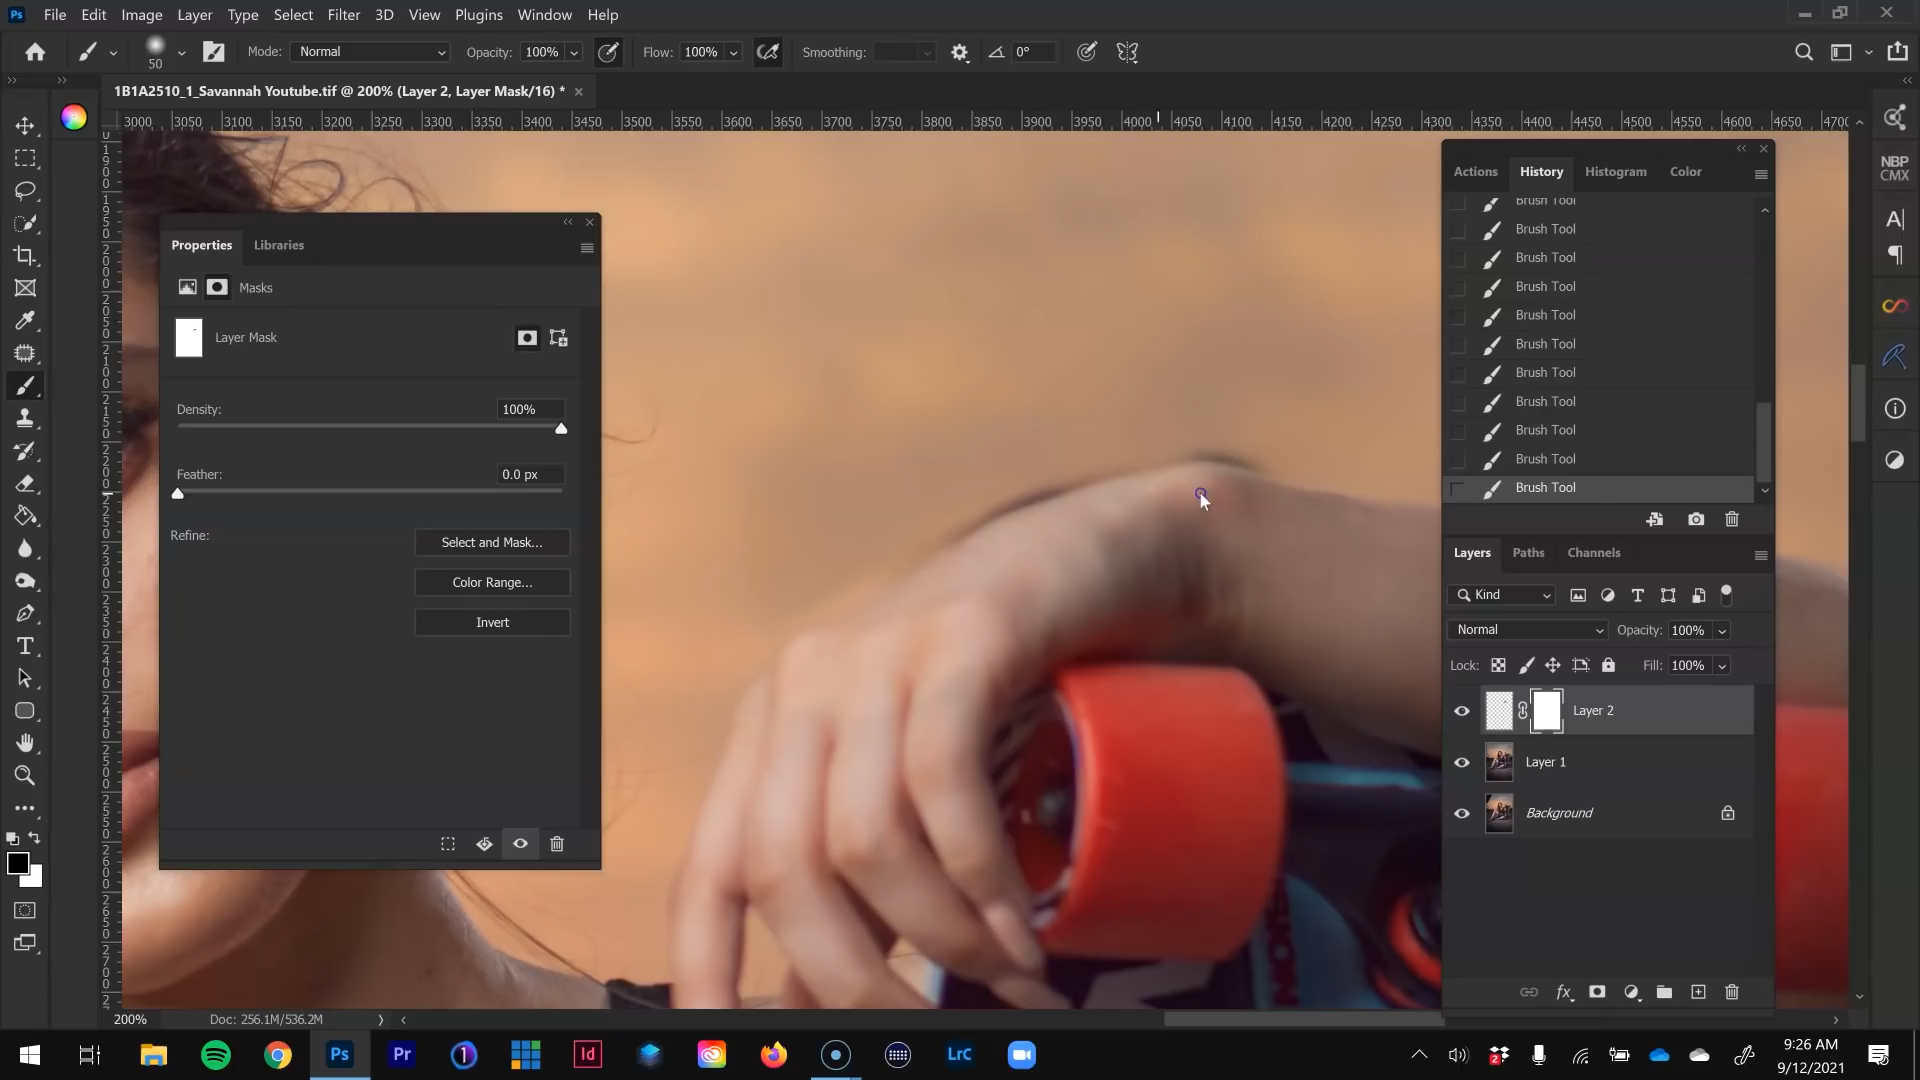 Ps File Edit Image Layer Type Select Filter 3D View Plugins Window Help
50 Mode: Normal Opacity: 100% Flow: 100% Smoothing: 0°
1B1A2510_1_Savannah Youtube.tif @ 200% (Layer 2, Layer Mask/16) *
3000 3050 3100 3150 3200 3250 3300 3350 3400 3450 3500 3550 3600 3650 3700 3750 3800 3850 3900 3950 4000 4050 4100 4150 4200 4250 4300 4350 4400 4450 4500 4550 4600 4650 4700
Properties Libraries
Masks
Layer Mask
Density: 100%
Feather: 0.0 px
Refine: Select and Mask...
Color Range...
Invert
Actions History Histogram Color
Brush Tool
Brush Tool
Brush Tool
Brush Tool
Brush Tool
Brush Tool
Brush Tool
Brush Tool
Brush Tool
Brush Tool
Brush Tool
Layers Paths Channels
Kind
Normal Opacity: 100%
Lock: Fill: 100%
Layer 2
Layer 1
Background
NBP
CMX
200% Doc: 256.1M/536.2M
Ps Pr Id LrC 2
9:26 AM
9/12/2021